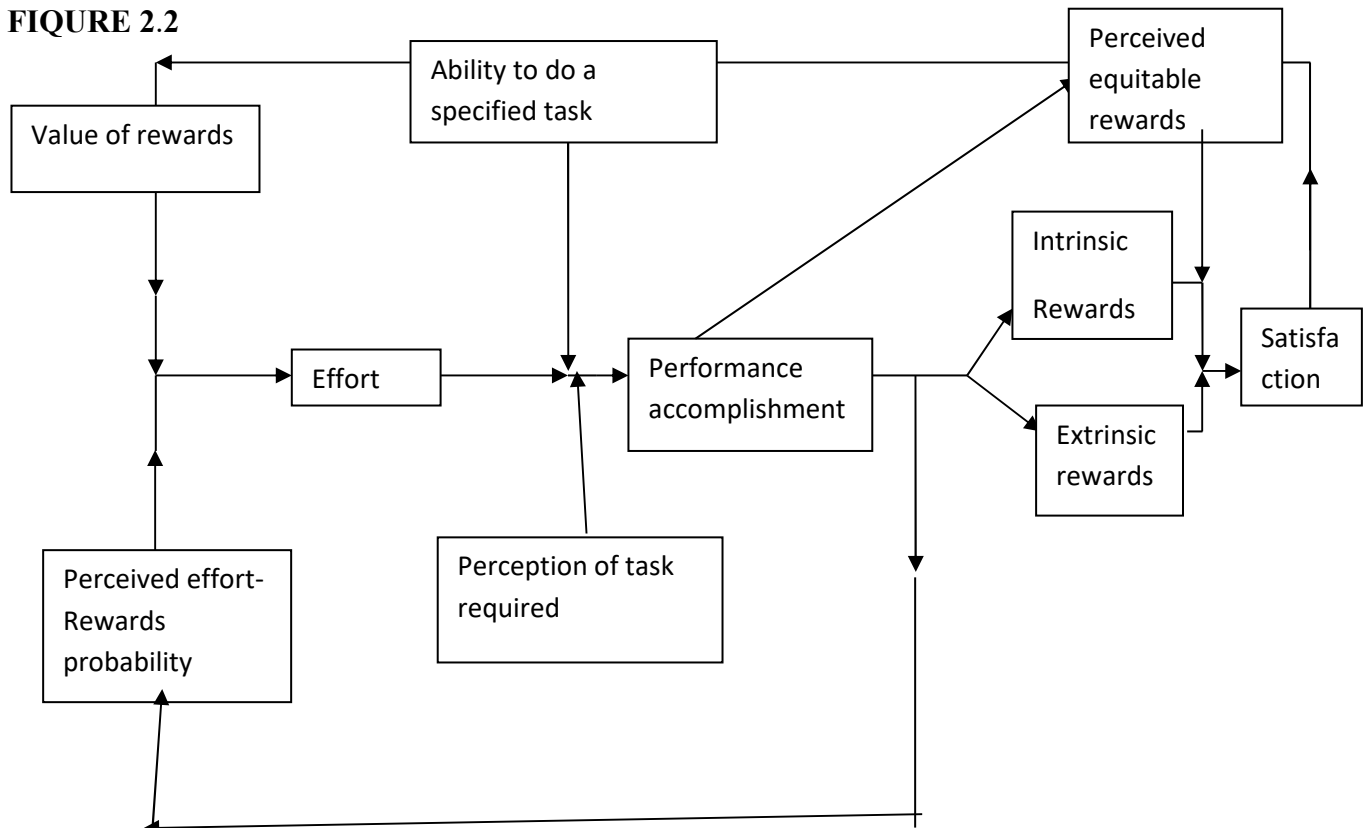 FIQURE 2.2
Perceived
equitable
rewards
Ability to do a
specified task
Value of rewards
Intrinsic
Rewards
Satisfa
ction
Effort
Performance
accomplishment
Extrinsic
rewards
Perception of task
required
Perceived effort-
Rewards
probability